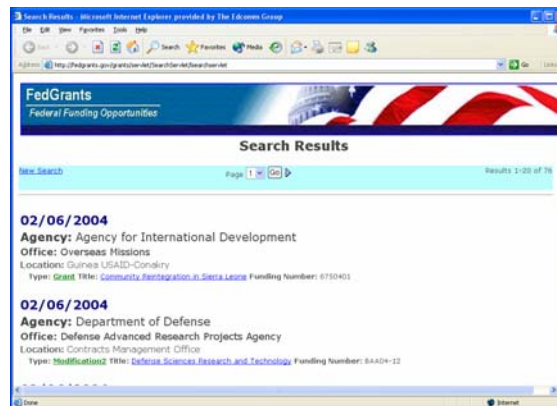 Search Results - Microsoft Internet Explorer provided by The Edcomm Group
File Edit View Favorites Tools Help
Search Favorites Media
Address http://fedgrants.gov/grants/servlet/SearchServlet/searchservlet Go Links
FedGrants
Federal Funding Opportunities
Search Results
New Search Page 1 Go Results 1-20 of 76
02/06/2004
Agency: Agency for International Development
Office: Overseas Missions
Location: Guinea USAID-Conakry
Type: Grant Title: Community Reintegration in Sierra Leone Funding Number: 6750401
02/06/2004
Agency: Department of Defense
Office: Defense Advanced Research Projects Agency
Location: Contracts Management Office
Type: Modification2 Title: Defense Sciences Research and Technology Funding Number: BAA04-12
Done Internet